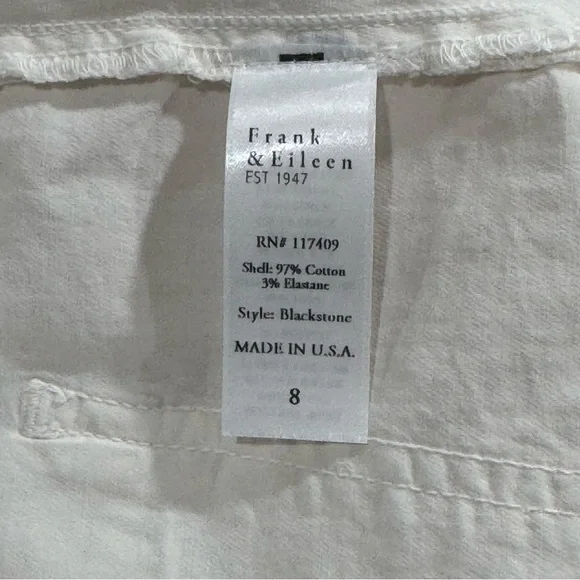 Frank
& Eileen
EST 1947
RN# 117409
Shell: 97% Cotton
3% Elastane
Style: Blackstone
MADE IN U.S.A.
8